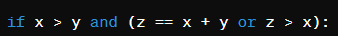 if x > y and (z == x + y or z > x):